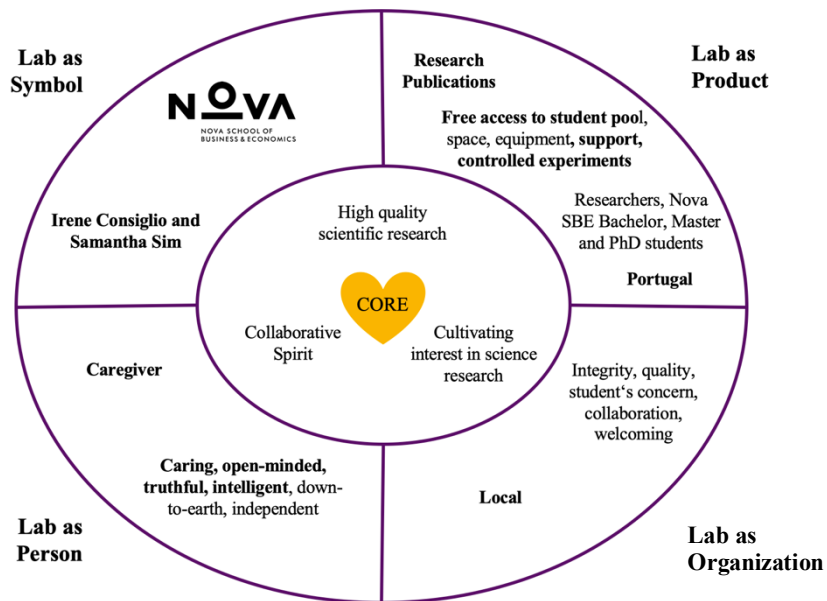 Lab as
Symbol
NOVA
NOVA SCHOOL OF
BUSINESS & ECONOMICS
Irene Consiglio and
Samantha Sim
Lab as
Product
Research
Publications
Free access to student pool,
space, equipment, support,
controlled experiments
Researchers, Nova
SBE Bachelor, Master
and PhD students
Portugal
High quality
scientific research
CORE
Collaborative
Spirit
Cultivating
interest in science
research
Caregiver
Caring, open-minded,
truthful, intelligent, down-
to-earth, independent
Lab as
Person
Integrity, quality,
student‘s concern,
collaboration,
welcoming
Local
Lab as
Organization